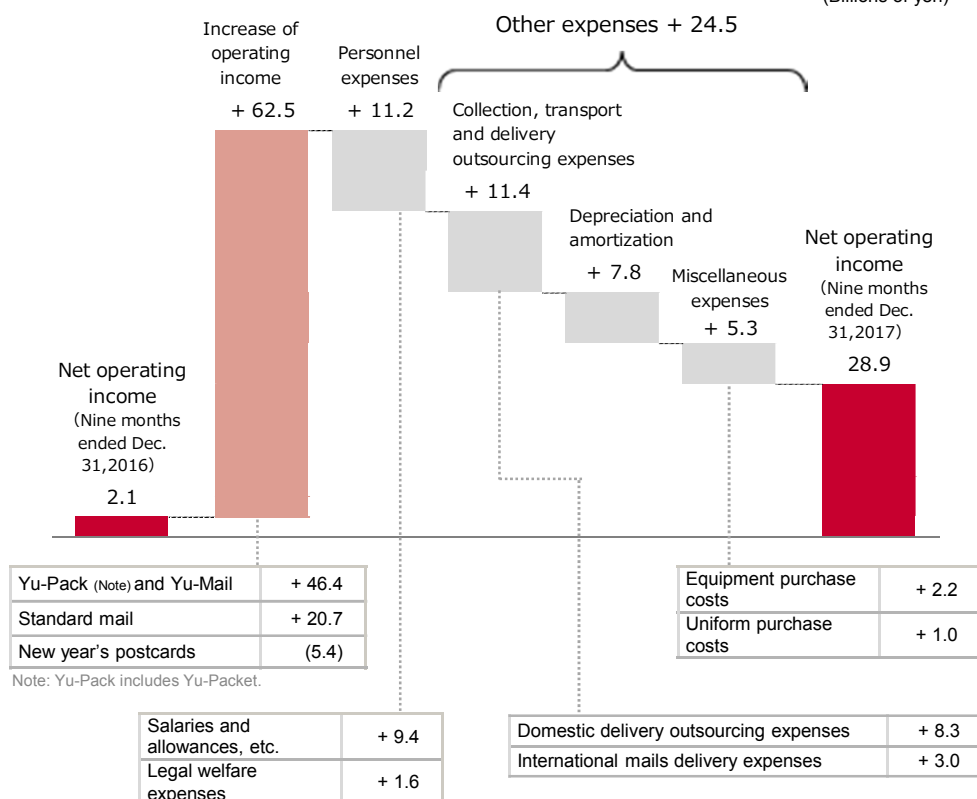 (Billions of yen)
Other expenses + 24.5
Increase of
operating
income
+ 62.5
Personnel
expenses
+ 11.2
Collection, transport
and delivery
outsourcing expenses
+ 11.4
Depreciation and
amortization
+ 7.8
Miscellaneous
expenses
+ 5.3
Net operating
income
(Nine months
ended Dec.
31,2017)
28.9
Net operating
income
(Nine months
ended Dec.
31,2016)
2.1
Yu-Pack (Note) and Yu-Mail + 46.4
Standard mail + 20.7
New year's postcards (5.4)
Note: Yu-Pack includes Yu-Packet.
Equipment purchase
costs + 2.2
Uniform purchase
costs + 1.0
Salaries and
allowances, etc. + 9.4
Legal welfare
expenses + 1.6
Domestic delivery outsourcing expenses + 8.3
International mails delivery expenses + 3.0